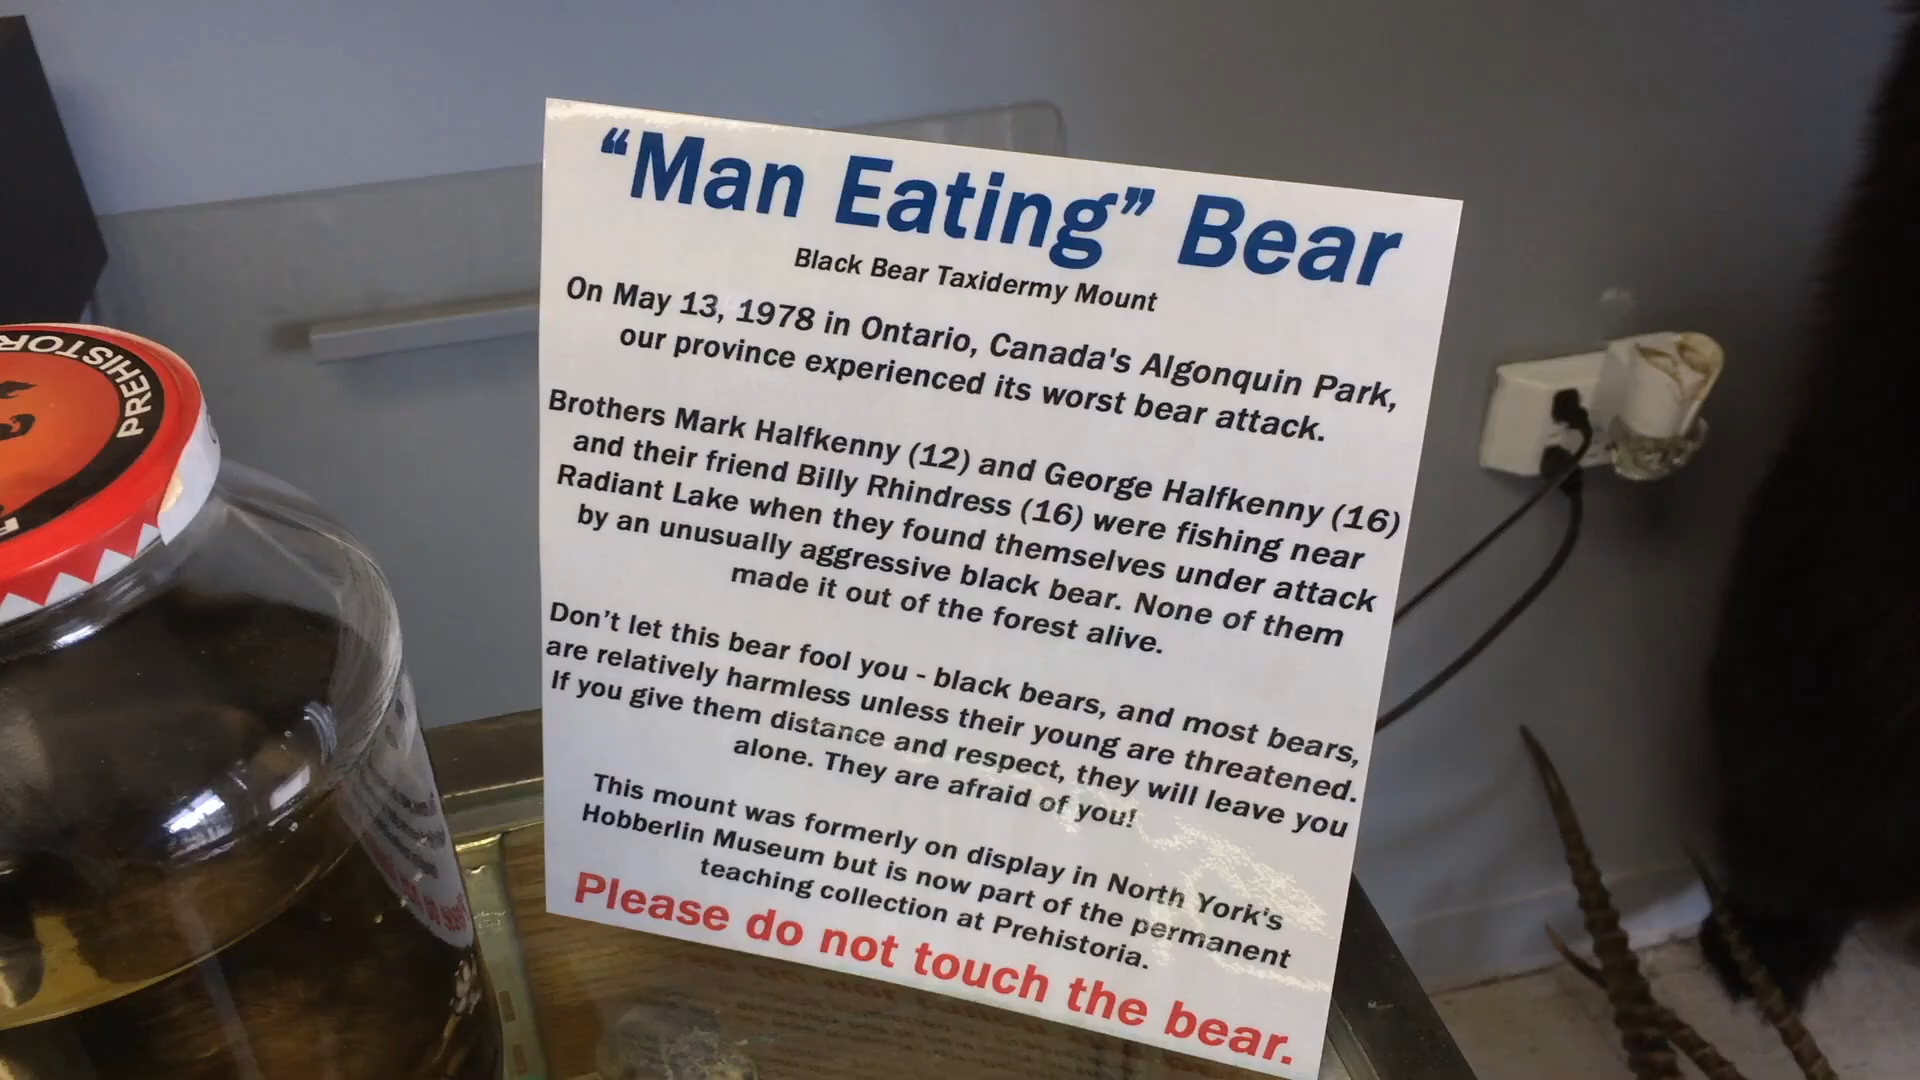 "Man Eating" Bear
Black Bear Taxidermy Mount
On May 13, 1978 in Ontario, Canada's Algonquin Park,
our province experienced its worst bear attack.
Brothers Mark Halfkenny (12) and George Halfkenny (16)
and their friend Billy Rhindress (16) were fishing near
Radiant Lake when they found themselves under attack
by an unusually aggressive black bear. None of them
made it out of the forest alive.
Don't let this bear fool you - black bears, and most bears,
are relatively harmless unless their young are threatened.
If you give them distance and respect, they will leave you
alone. They are afraid of you!
This mount was formerly on display in North York's
Hobberlin Museum but is now part of the permanent
teaching collection at Prehistoria.
Please do not touch the bear.
PREHISTOR